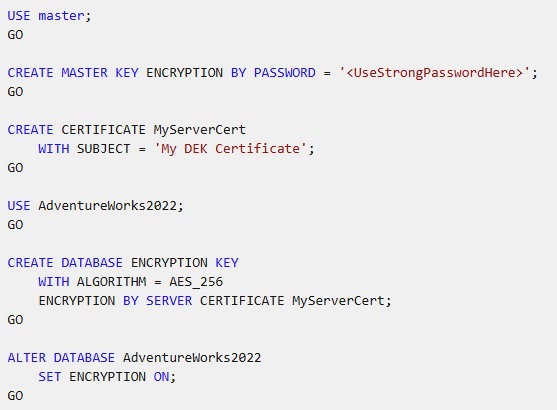 USE master;
GO
CREATE MASTER KEY ENCRYPTION BY PASSWORD = '<UseStrongPasswordHere>';
GO
CREATE CERTIFICATE MyServerCert
WITH SUBJECT = 'My DEK Certificate';
GO
USE AdventureWorks2022;
GO
CREATE DATABASE ENCRYPTION KEY
WITH ALGORITHM = AES_256
ENCRYPTION BY SERVER CERTIFICATE MyServerCert;
GO
ALTER DATABASE AdventureWorks2022
SET ENCRYPTION ON;
GO